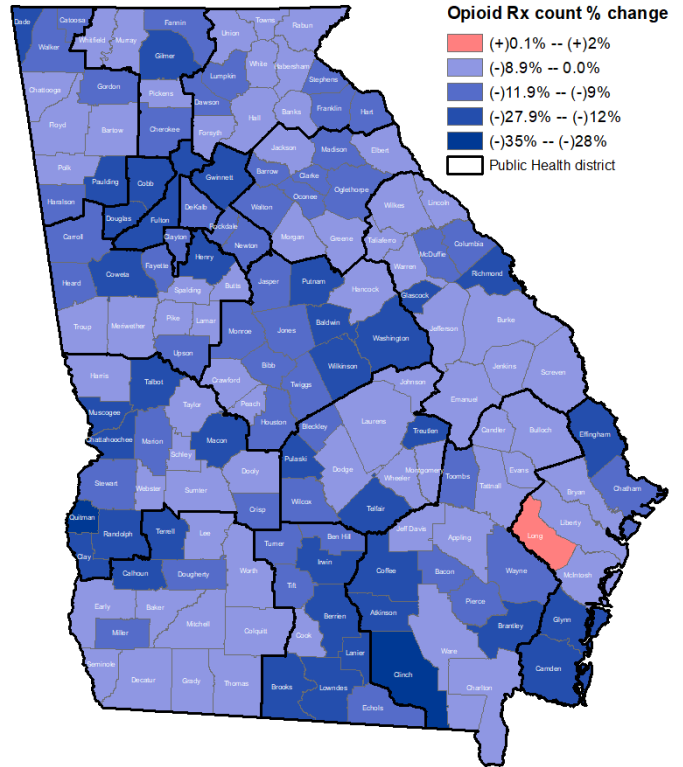 Opioid Rx count % change
(+)0.1% -- (+)2%
(-)8.9% -- 0.0%
(-)11.9% -- (-)9%
(-)27.9% -- (-)12%
(-)35% -- (-)28%
Public Health district
Dade
Catoosa
Fannin
Towns
Rabun
Walker
Whitfield
Murray
Union
Gilmer
White
Habersham
Chattooga
Gordon
Pickens
Lumpkin
Stephens
Dawson
Franklin
Hart
Floyd
Bartow
Cherokee
Forsyth
Hall
Banks
Polk
Jackson
Madison
Elbert
Paulding
Cobb
Gwinnett
Barrow
Clarke
Oglethorpe
Haralson
Douglas
Fulton
DeKalb
Walton
Oconee
Wilkes
Lincoln
Carroll
Clayton
Rockdale
Newton
Morgan
Greene
Taliaferro
McDuffie
Columbia
Heard
Coweta
Fayette
Henry
Butts
Jasper
Putnam
Hancock
Warren
Richmond
Spalding
Glascock
Troup
Meriwether
Pike
Lamar
Monroe
Jones
Baldwin
Washington
Jefferson
Burke
Upson
Bibb
Wilkinson
Jenkins
Screven
Harris
Talbot
Crawford
Twiggs
Johnson
Emanuel
Muscogee
Taylor
Peach
Houston
Bleckley
Laurens
Treutlen
Candler
Bulloch
Effingham
Chattahoochee
Marion
Macon
Schley
Dooly
Pulaski
Dodge
Wheeler
Montgomery
Toombs
Tattnall
Evans
Bryan
Chatham
Stewart
Webster
Sumter
Crisp
Wilcox
Telfair
Quitman
Randolph
Terrell
Lee
Turner
Ben Hill
Jeff Davis
Appling
Long
Liberty
Clay
Calhoun
Dougherty
Worth
Tift
Irwin
Coffee
Bacon
Wayne
McIntosh
Early
Baker
Mitchell
Colquitt
Cook
Berrien
Atkinson
Pierce
Brantley
Glynn
Miller
Lanier
Ware
Seminole
Decatur
Grady
Thomas
Brooks
Lowndes
Clinch
Echols
Charlton
Camden